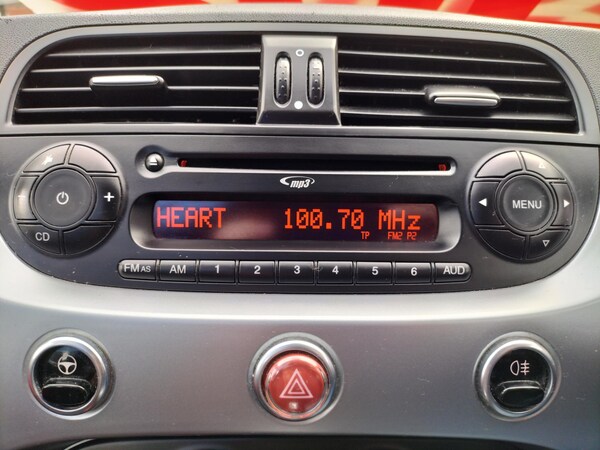 mp3
HEART 100.70 MHz
TP FM2 P2
+ MENU
CD
FM AS AM 1 2 3 4 5 6 AUD